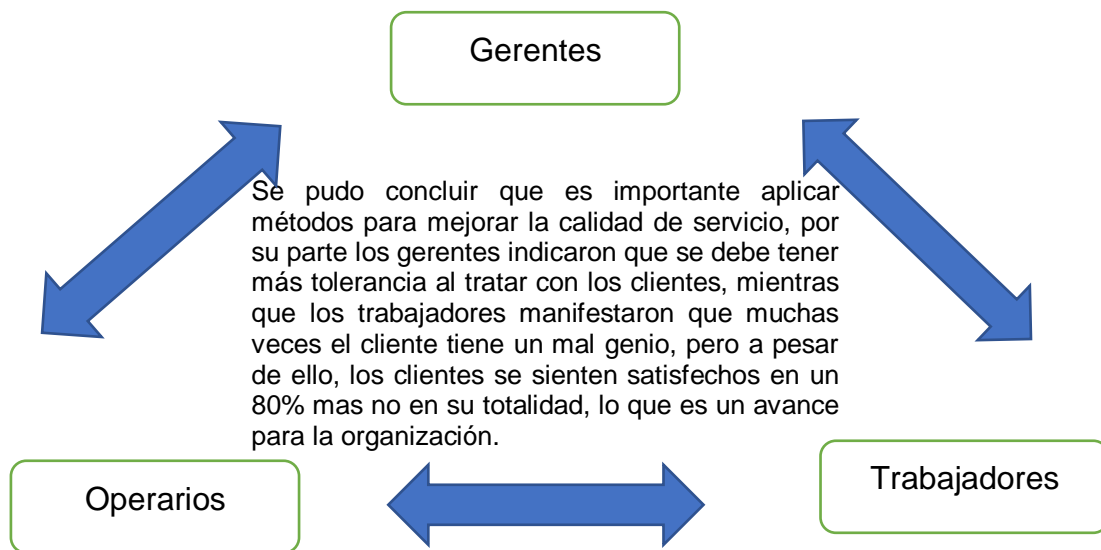 Gerentes
Se pudo concluir que es importante aplicar
métodos para mejorar la calidad de servicio, por
su parte los gerentes indicaron que se debe tener
más tolerancia al tratar con los clientes, mientras
que los trabajadores manifestaron que muchas
veces el cliente tiene un mal genio, pero a pesar
de ello, los clientes se sienten satisfechos en un
80% mas no en su totalidad, lo que es un avance
para la organización.
Operarios
Trabajadores